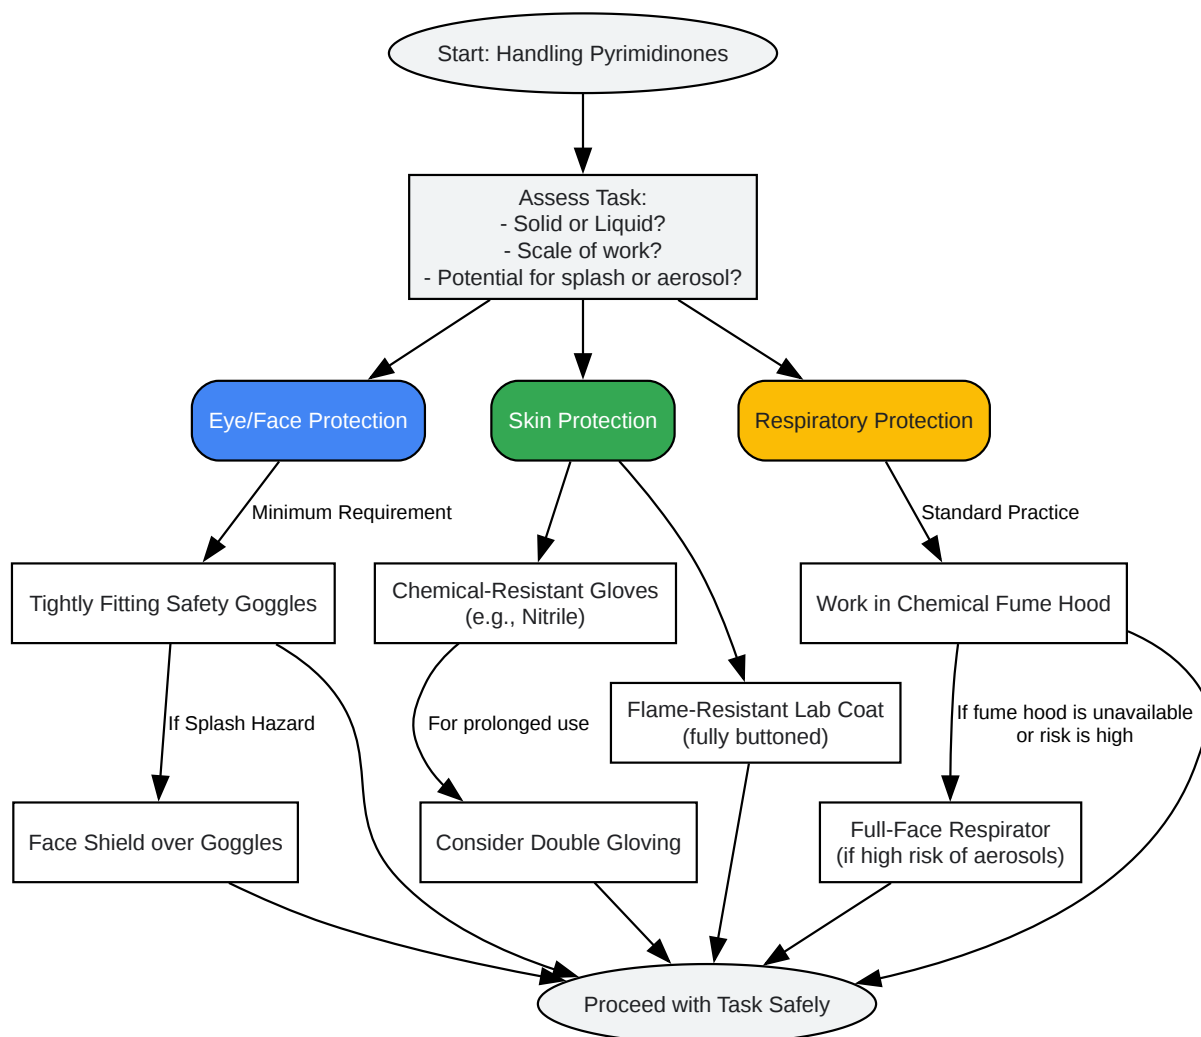 Start: Handling Pyrimidinones
Assess Task:
- Solid or Liquid?
- Scale of work?
- Potential for splash or aerosol?
Eye/Face Protection
Skin Protection
Respiratory Protection
Minimum Requirement
Standard Practice
Tightly Fitting Safety Goggles
Chemical-Resistant Gloves
(e.g., Nitrile)
Work in Chemical Fume Hood
If Splash Hazard
For prolonged use
Flame-Resistant Lab Coat
(fully buttoned)
If fume hood is unavailable
or risk is high
Face Shield over Goggles
Consider Double Gloving
Full-Face Respirator
(if high risk of aerosols)
Proceed with Task Safely